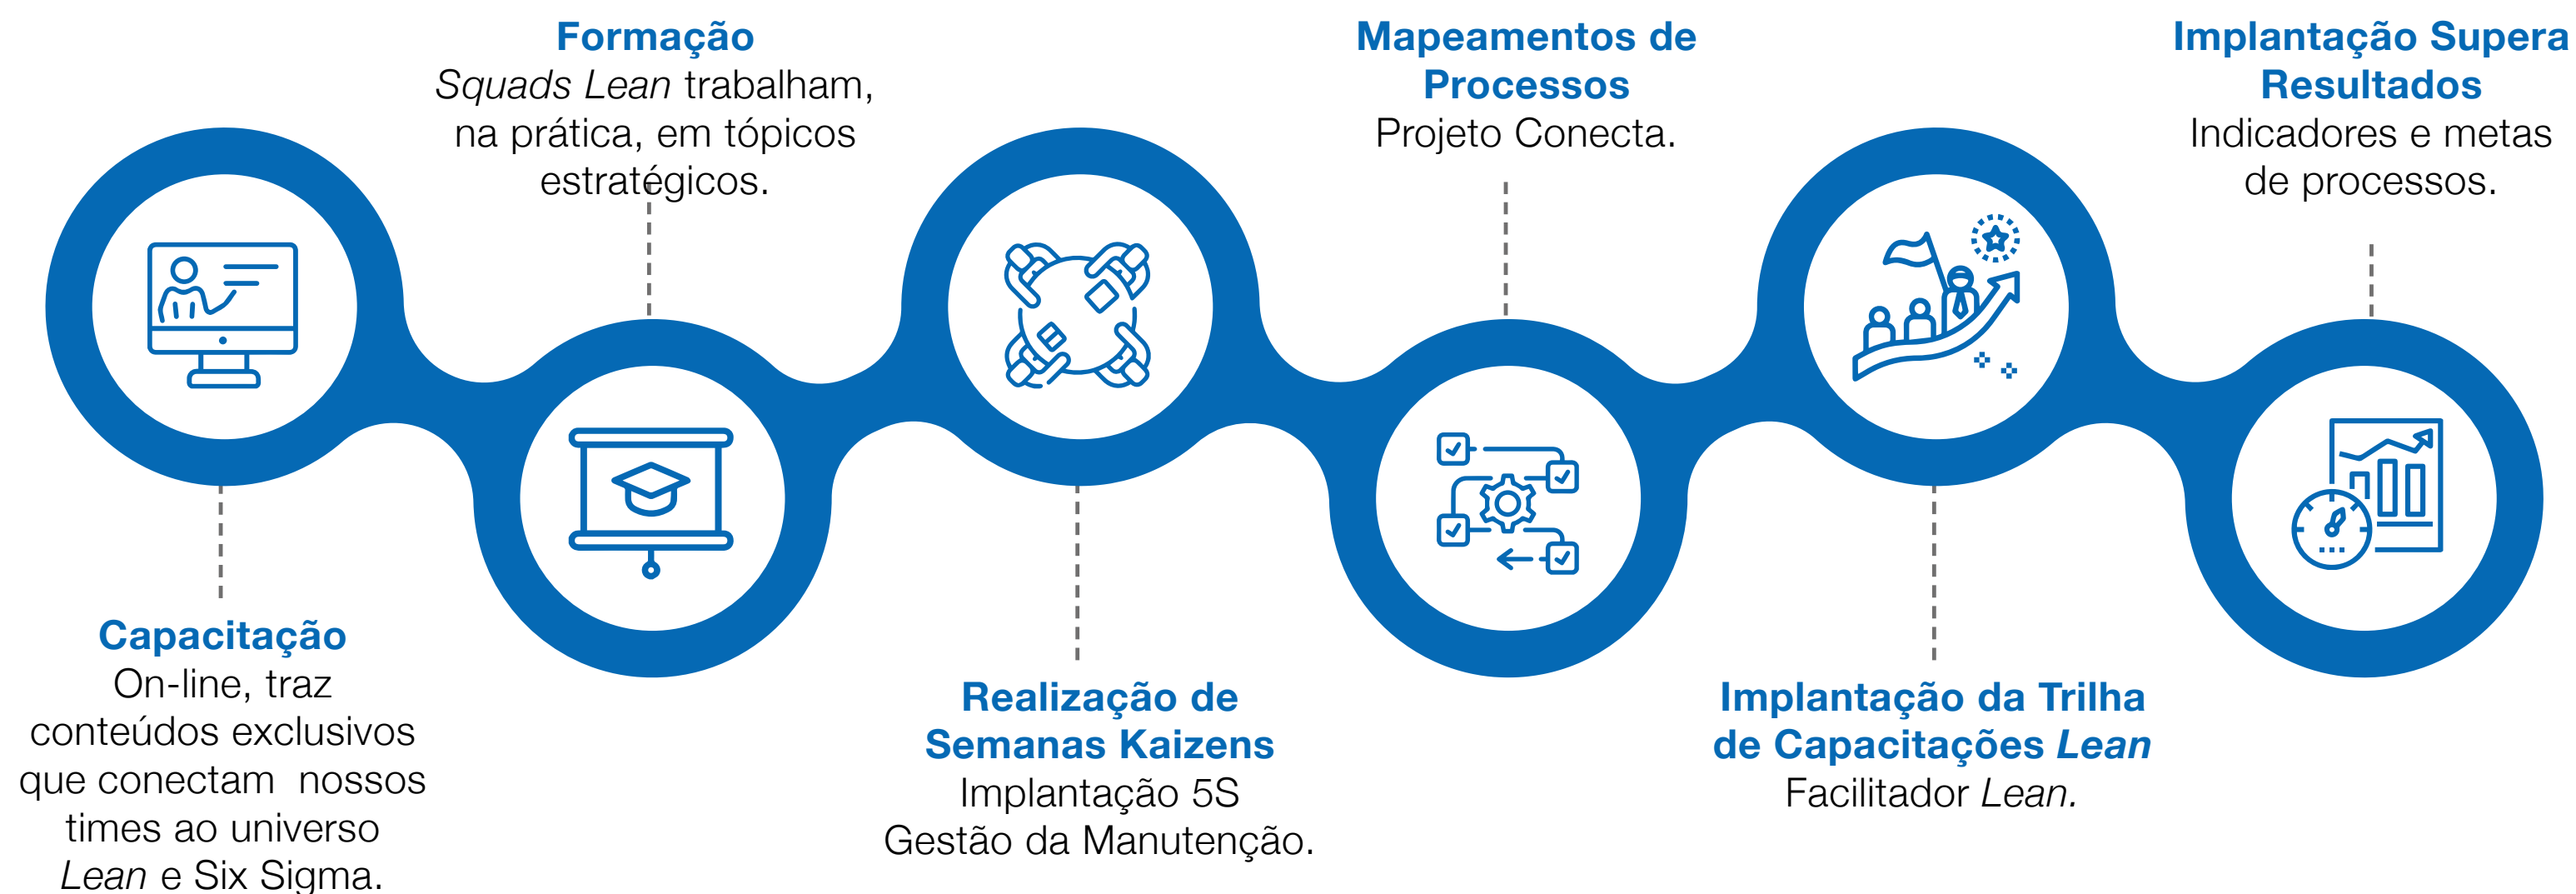 Capacitação
On-line, traz
conteúdos exclusivos
que conectam nossos
times ao universo
Lean e Six Sigma.
Formação
Squads Lean trabalham,
na prática, em tópicos
estratégicos.
Realização de
Semanas Kaizens
Implantação 5S
Gestão da Manutenção.
Mapeamentos de
Processos
Projeto Conecta.
Implantação da Trilha
de Capacitações Lean
Facilitador Lean.
Implantação Supera
Resultados
Indicadores e metas
de processos.